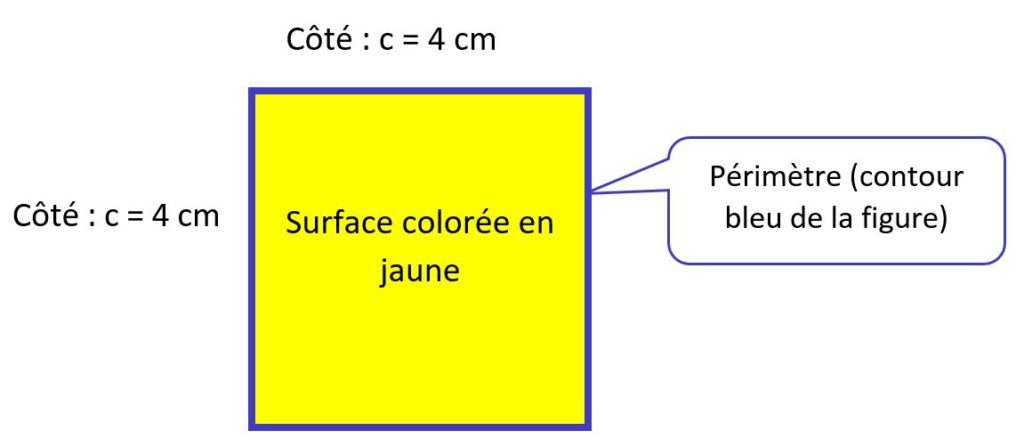 Côté : c = 4 cm
Côté : c = 4 cm
Surface colorée en
jaune
Périmètre (contour
bleu de la figure)